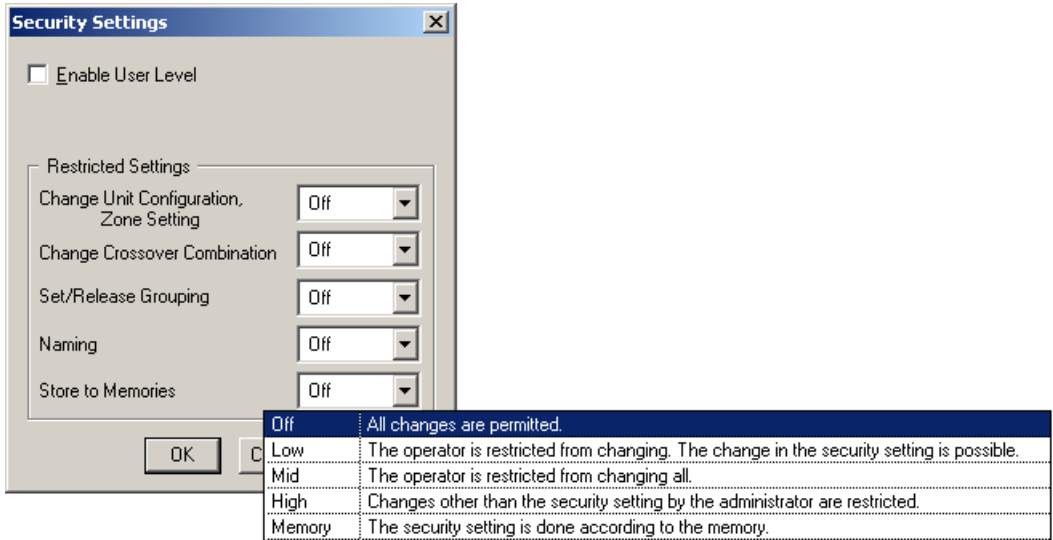 Security Settings
Enable User Level
Restricted Settings
Change Unit Configuration,
Zone Setting
Off
Change Crossover Combination
Off
Set/Release Grouping
Off
Naming
Off
Store to Memories
Off
OK
C
Off All changes are permitted.
Low The operator is restricted from changing. The change in the security setting is possible.
Mid The operator is restricted from changing all.
High Changes other than the security setting by the administrator are restricted.
Memory The security setting is done according to the memory.